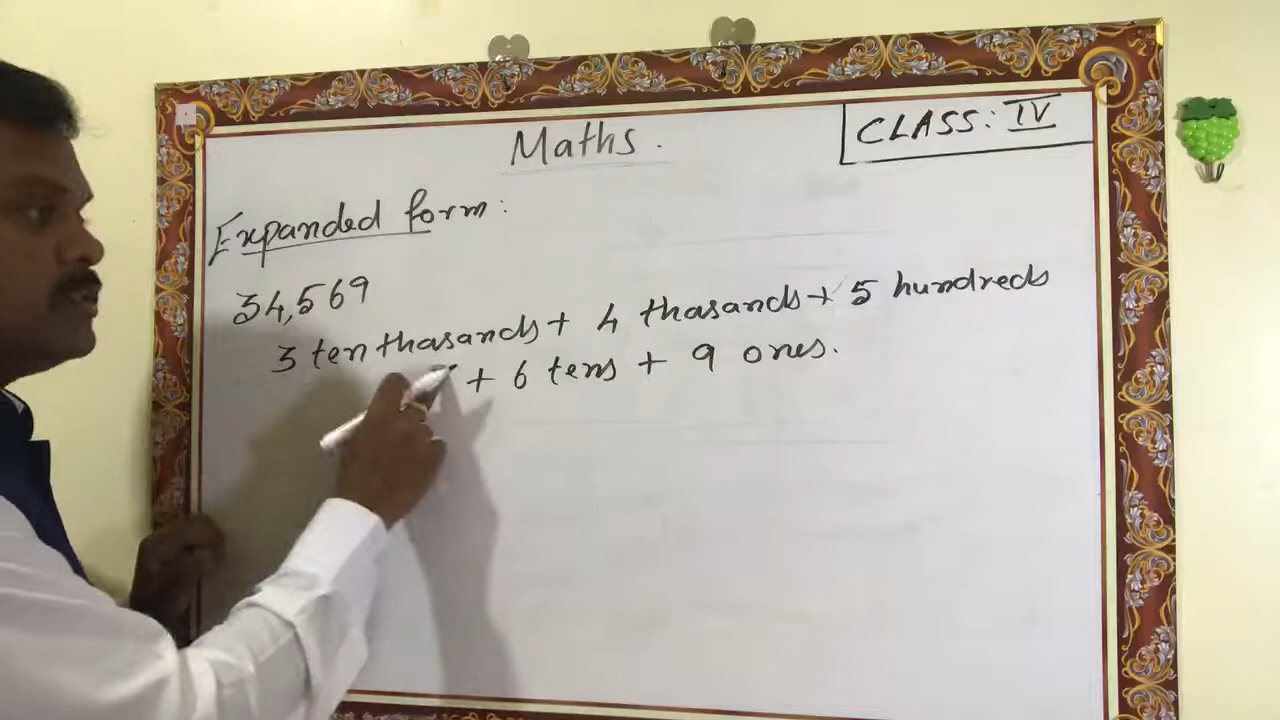 Maths.
CLASS: IV
Expanded form:
34,569
3 ten thasands + 4 thasands + 5 hundreds
+ 6 tens + 9 ones.